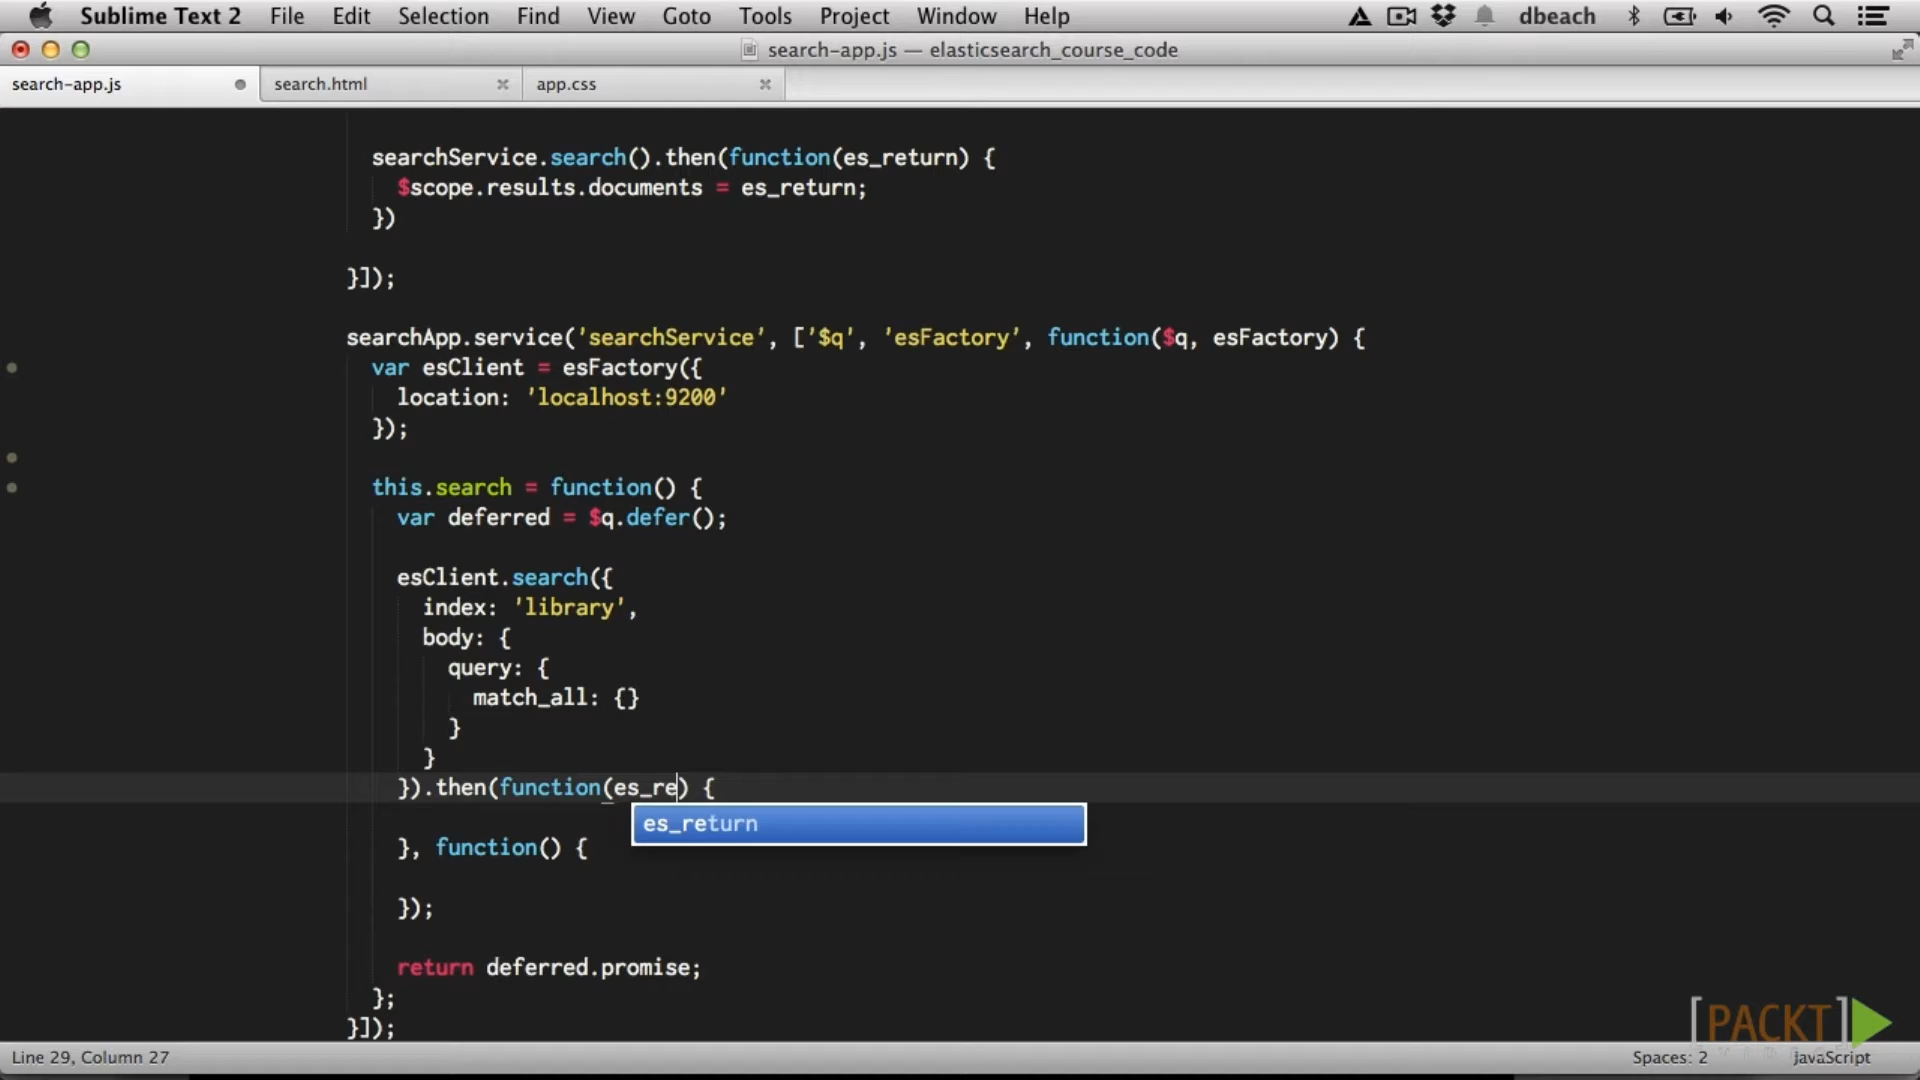 Sublime Text 2 File Edit Selection Find View Goto Tools Project Window Help dbeach
search-app.js — elasticsearch_course_code
search-app.js search.html app.css
searchService.search().then(function(es_return) {
$scope.results.documents = es_return;
})
}]);
searchApp.service('searchService', ['$q', 'esFactory', function($q, esFactory) {
var esClient = esFactory({
location: 'localhost:9200'
});
this.search = function() {
var deferred = $q.defer();
esClient.search({
index: 'library',
body: {
query: {
match_all: {}
}
}
}).then(function(es_re) {
es_return
}, function() {
});
return deferred.promise;
};
}]);
[PACKT]
Line 29, Column 27 Spaces: 2 JavaScript